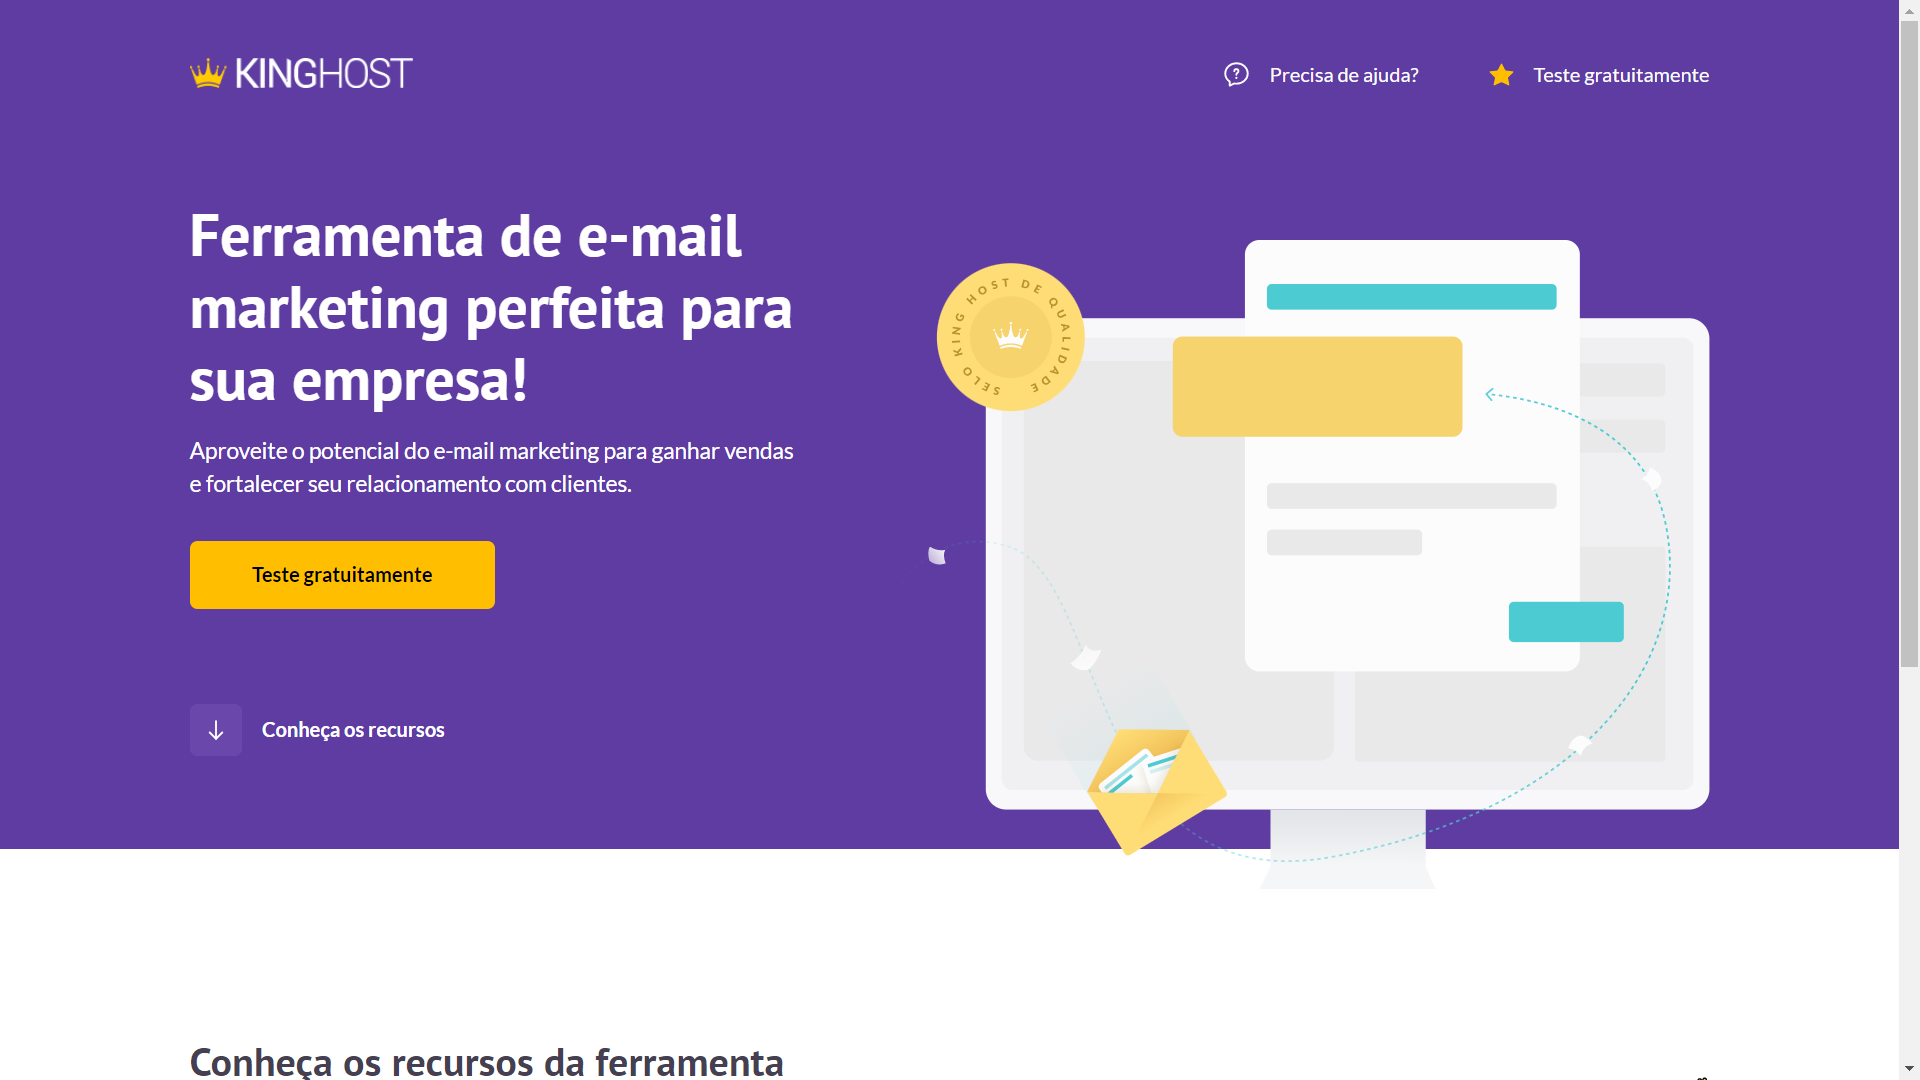 KINGHOST
Precisa de ajuda?
Teste gratuitamente
Ferramenta de e-mail
marketing perfeita para
sua empresa!
Aproveite o potencial do e-mail marketing para ganhar vendas
e fortalecer seu relacionamento com clientes.
Teste gratuitamente
Conheça os recursos
SELO KING HOST DE QUALIDADE
Conheça os recursos da ferramenta